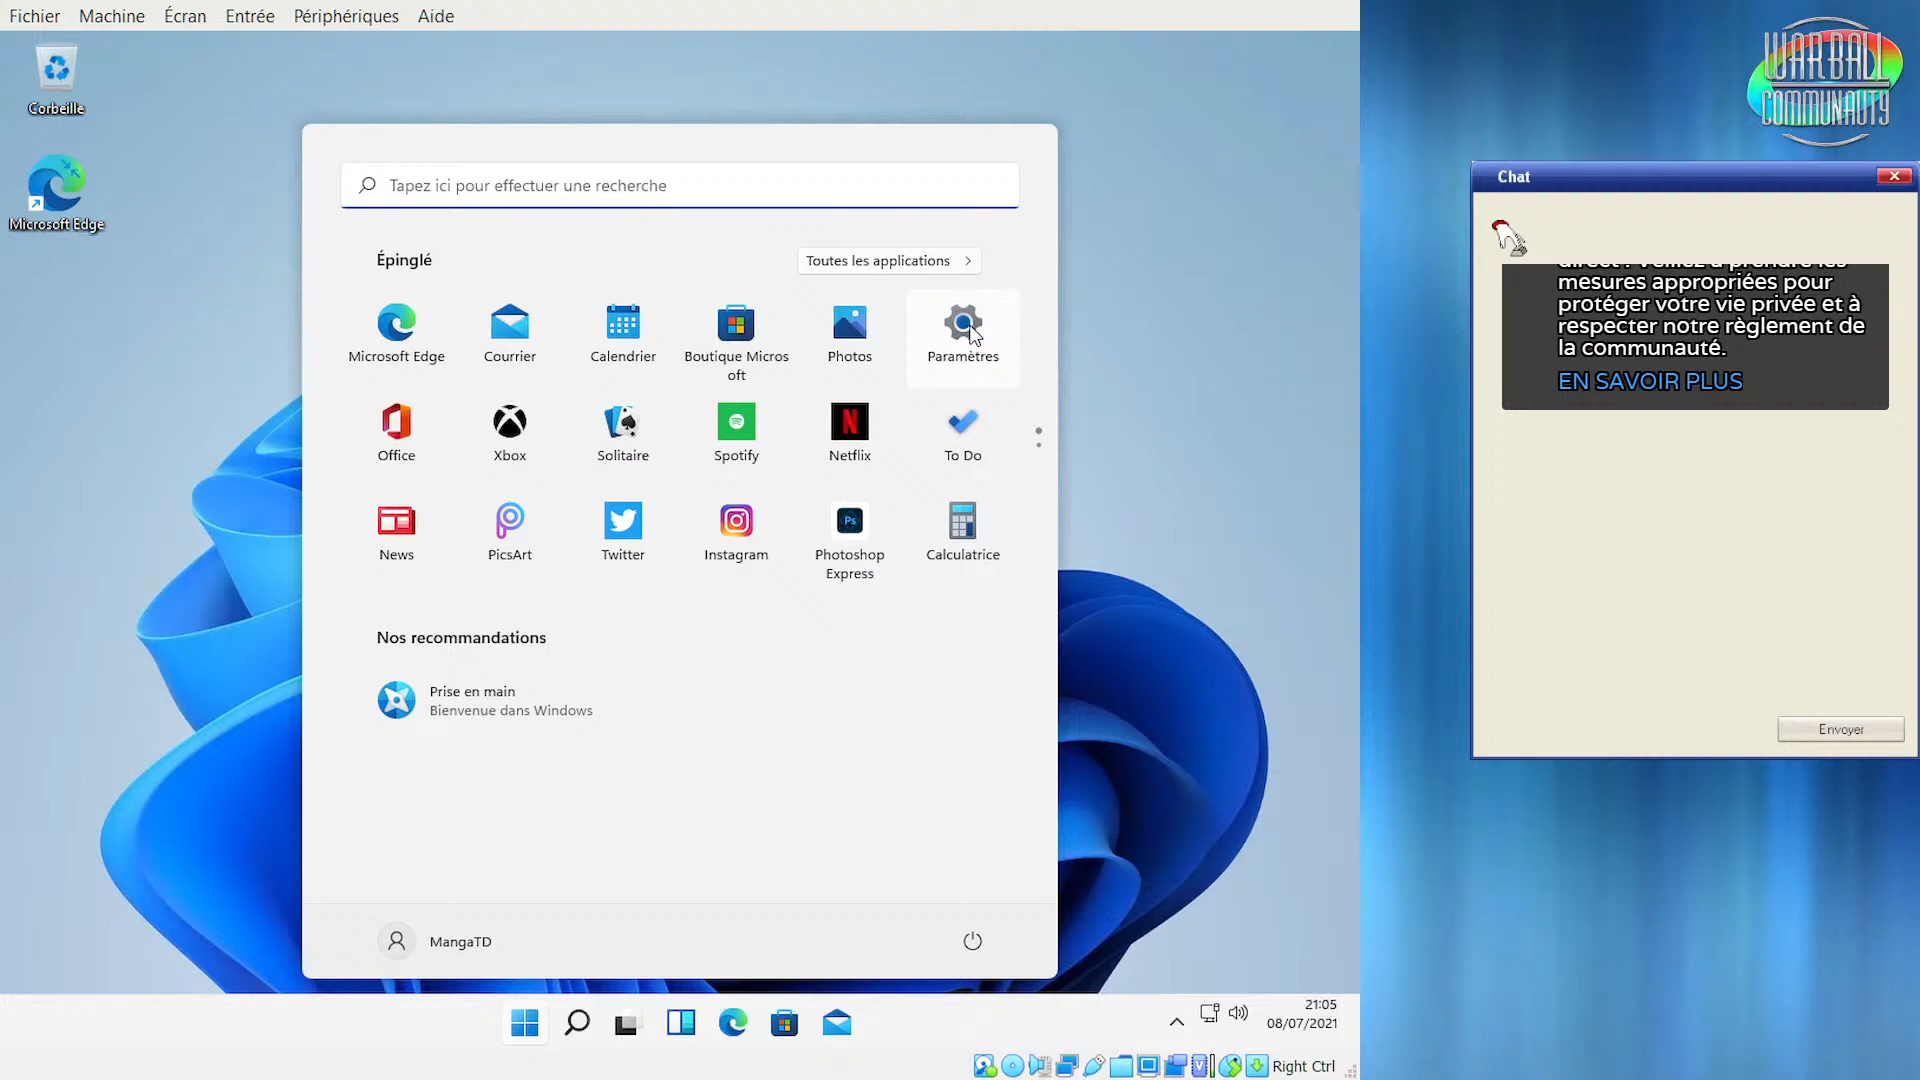 Fichier Machine Écran Entrée Périphériques Aide
Corbeille
Microsoft Edge
Tapez ici pour effectuer une recherche
Épinglé
Toutes les applications
Microsoft Edge
Courrier
Calendrier
Boutique Micros
oft
Photos
Paramètres
Office
Xbox
Solitaire
Spotify
Netflix
To Do
News
PicsArt
Twitter
Instagram
Ps
Photoshop
Express
Calculatrice
Nos recommandations
Prise en main
Bienvenue dans Windows
MangaTD
21:05
08/07/2021
Right Ctrl
WARBALL
COMMUNAUTY
Chat
mesures appropriées pour
protéger votre vie privée et à
respecter notre règlement de
la communauté.
EN SAVOIR PLUS
Envoyer